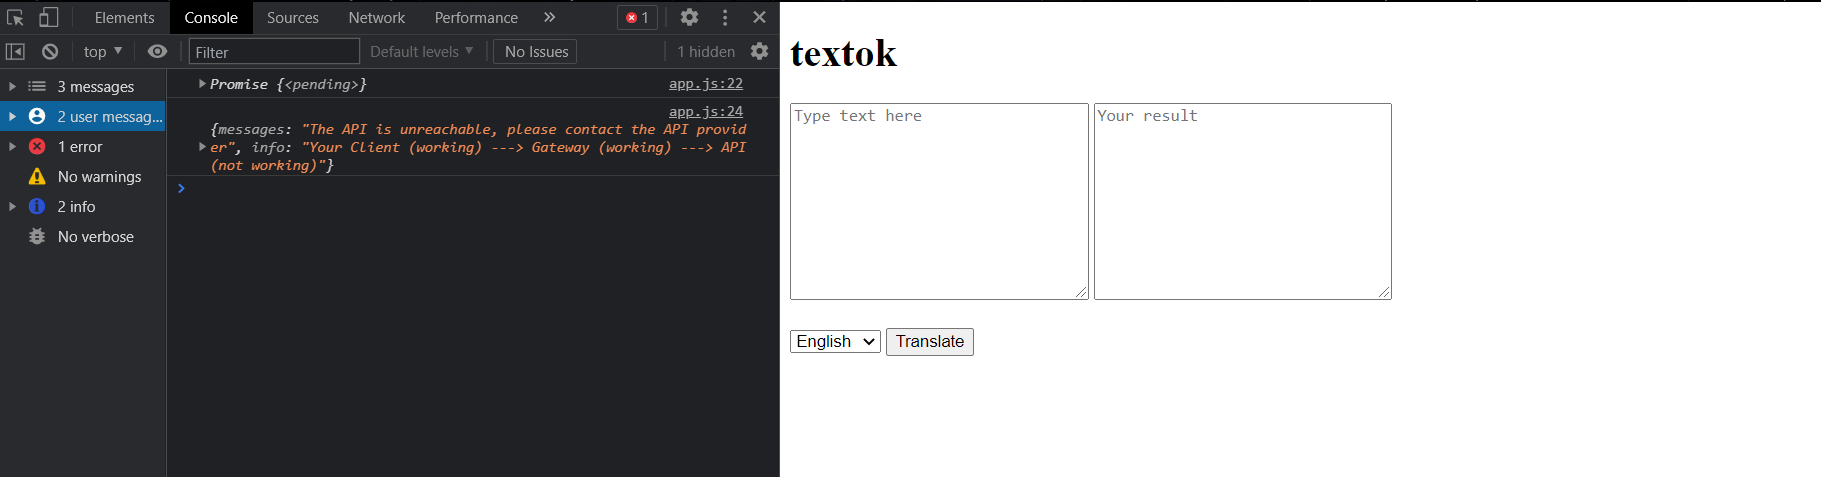 Elements Console Sources Network Performance 1
top Filter Default levels No Issues 1 hidden
3 messages
2 user messag...
1 error
No warnings
2 info
No verbose
Promise {<pending>} app.js:22
app.js:24
{messages: "The API is unreachable, please contact the API provid
er", info: "Your Client (working) ---> Gateway (working) ---> API
(not working)"}
textok
Type text here
Your result
English Translate